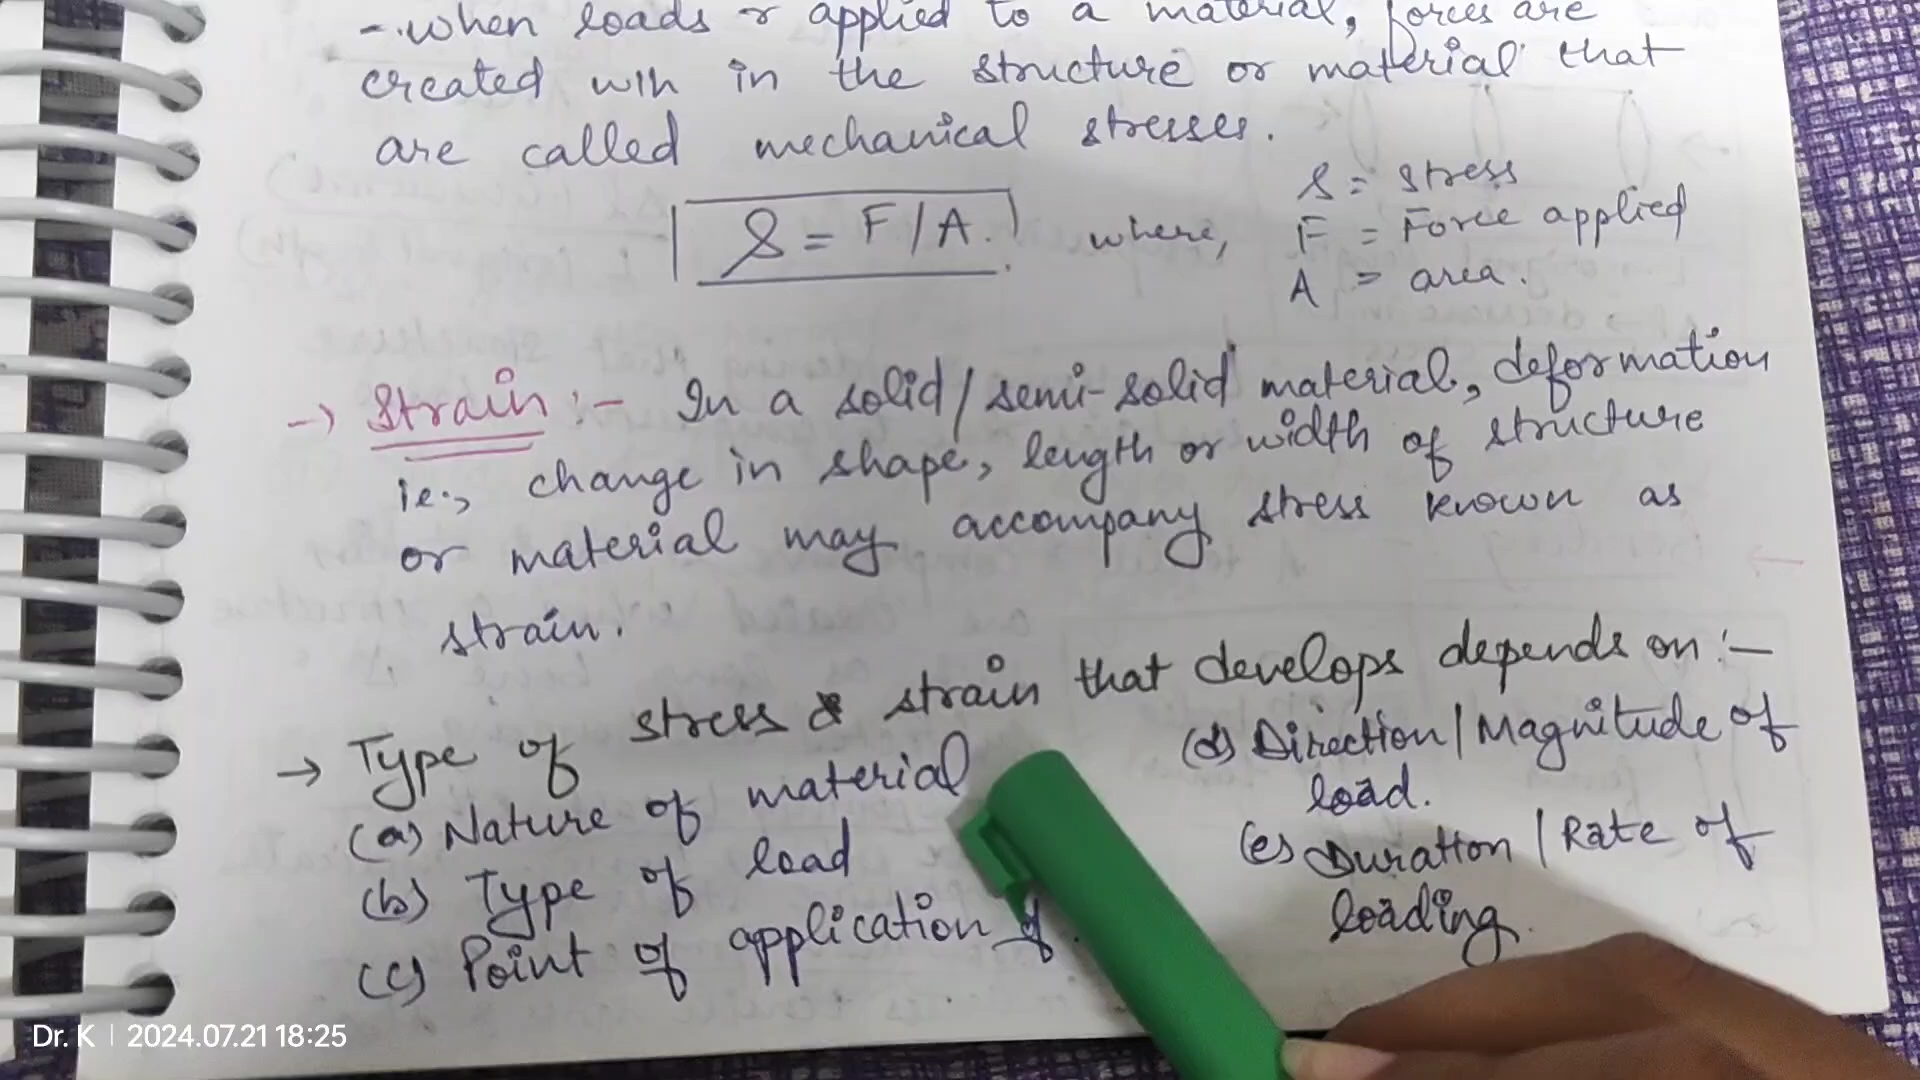 -. when loads r applied to a material, forces are
created wIn in the structure or material that
are called mechanical stresses.
S = F/A. where,
S = stress
F = Force applied
A = area.
→ Strain :- In a solid/semi-solid material, deformation
ie., change in shape, length or width of structure
or material may accompany stress known as
strain.
→ Type of stress & strain that develops depends on :-
(a) Nature of material
(b) Type of load
(c) Point of application of
(d) Direction/Magnitude of
load.
(e) Duration/Rate of
loading.
Dr. K | 2024.07.21 18:25